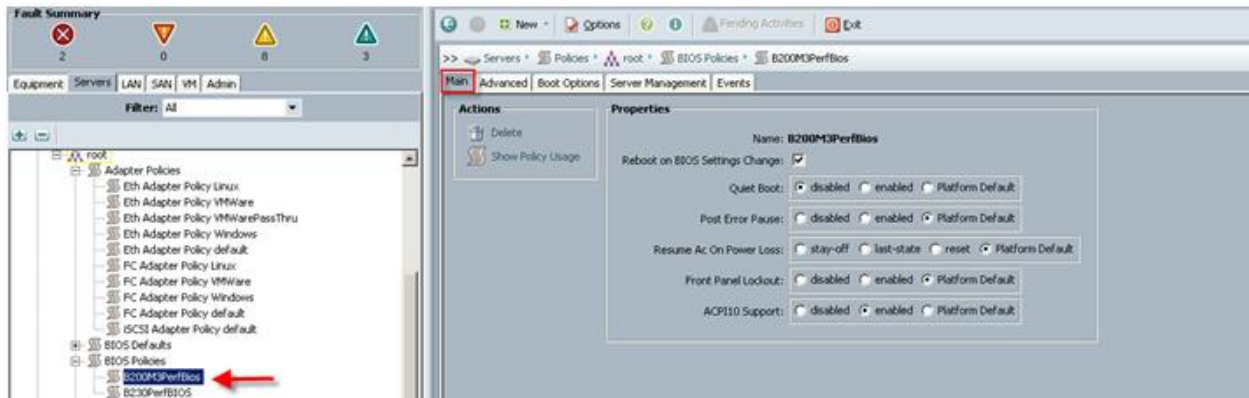 Fault Summary
2 0 8 3
Equipment Servers LAN SAN VM Admin
Filter: All
root
Adapter Policies
Eth Adapter Policy Linux
Eth Adapter Policy VMWare
Eth Adapter Policy VMWarePassThru
Eth Adapter Policy Windows
Eth Adapter Policy default
FC Adapter Policy Linux
FC Adapter Policy VMWare
FC Adapter Policy Windows
FC Adapter Policy default
iSCSI Adapter Policy default
BIOS Defaults
BIOS Policies
B200M3PerfBios
B230PerfBIOS
New Options Pending Activities Exit
>> Servers Policies root BIOS Policies B200M3PerfBios
Main Advanced Boot Options Server Management Events
Actions
Delete
Show Policy Usage
Properties
Name: B200M3PerfBios
Reboot on BIOS Settings Change:
Quiet Boot: disabled enabled Platform Default
Post Error Pause: disabled enabled Platform Default
Resume Ac On Power Loss: stay-off last-state reset Platform Default
Front Panel Lockout: disabled enabled Platform Default
ACPI10 Support: disabled enabled Platform Default